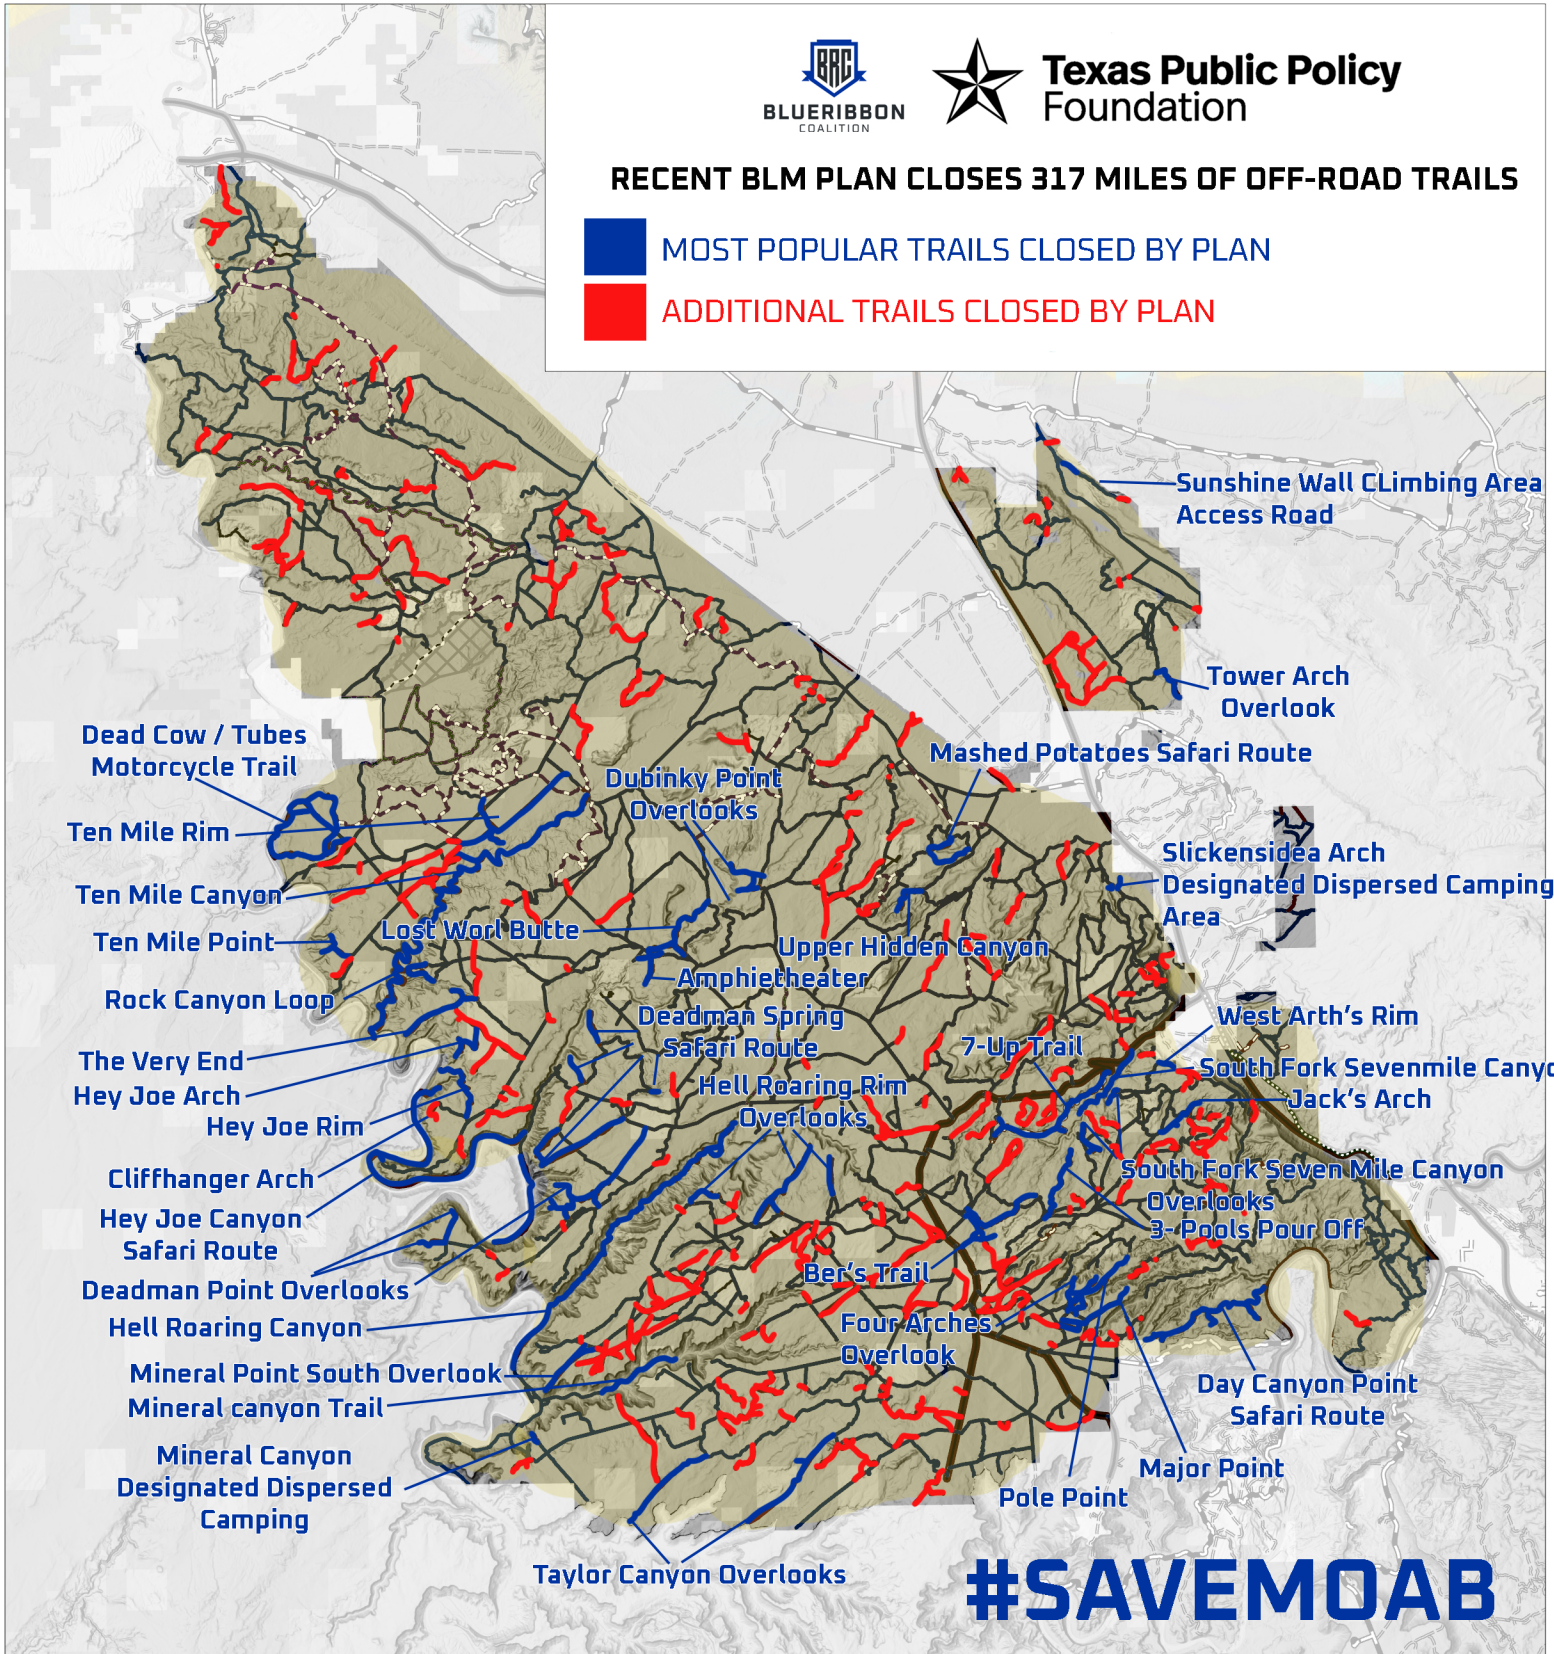 BRC
BLUERIBBON
COALITION
Texas Public Policy
Foundation
RECENT BLM PLAN CLOSES 317 MILES OF OFF-ROAD TRAILS
MOST POPULAR TRAILS CLOSED BY PLAN
ADDITIONAL TRAILS CLOSED BY PLAN
Sunshine Wall CLimbing Area
Access Road
Tower Arch
Overlook
Mashed Potatoes Safari Route
Dead Cow / Tubes
Motorcycle Trail
Dubinky Point
Overlooks
Ten Mile Rim
Slickensidea Arch
Designated Dispersed Camping
Area
Ten Mile Canyon
Ten Mile Point
Lost Worl Butte
Upper Hidden Canyon
Amphietheater
Rock Canyon Loop
Deadman Spring
Safari Route
West Arth's Rim
7-Up Trail
The Very End
South Fork Sevenmile Canyo
Hey Joe Arch
Hell Roaring Rim
Overlooks
Jack's Arch
Hey Joe Rim
Cliffhanger Arch
South Fork Seven Mile Canyon
Overlooks
Hey Joe Canyon
Safari Route
3- Pools Pour Off
Deadman Point Overlooks
Ber's Trail
Hell Roaring Canyon
Four Arches
Overlook
Mineral Point South Overlook
Mineral canyon Trail
Day Canyon Point
Safari Route
Mineral Canyon
Designated Dispersed
Camping
Major Point
Pole Point
Taylor Canyon Overlooks
#SAVEMOAB